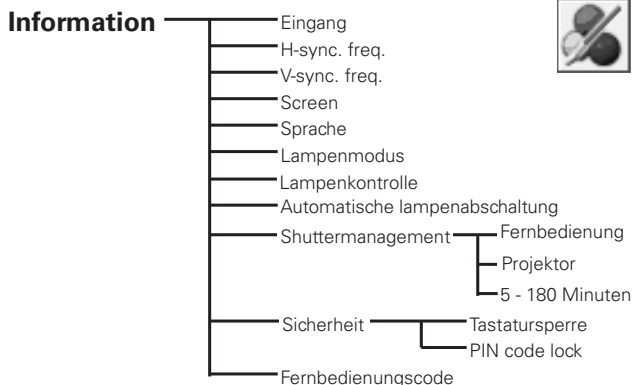 Information
Eingang
H-sync. freq.
V-sync. freq.
Screen
Sprache
Lampenmodus
Lampenkontrolle
Automatische lampenabschaltung
Shuttermanagement
Fernbedienung
Projektor
5 - 180 Minuten
Sicherheit
Tastatursperre
PIN code lock
Fernbedienungscode